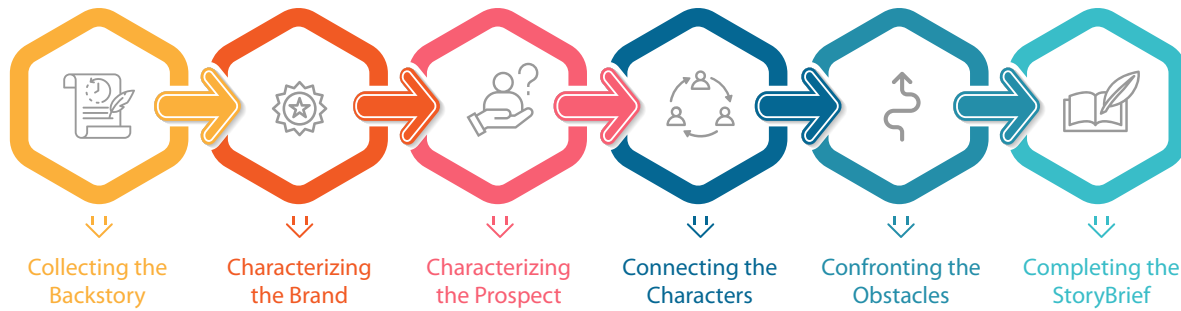 Collecting the
Backstory
Characterizing
the Brand
Characterizing
the Prospect
Connecting the
Characters
Confronting the
Obstacles
Completing the
StoryBrief